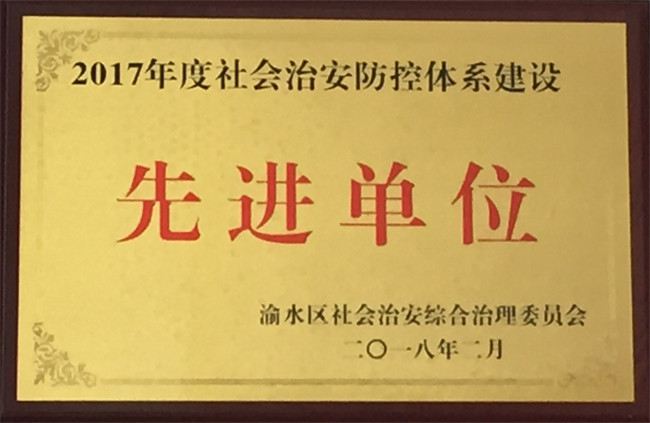 2017年度社会治安防控体系建设
先进单位
渝水区社会治安综合治理委员会
二〇一八年二月